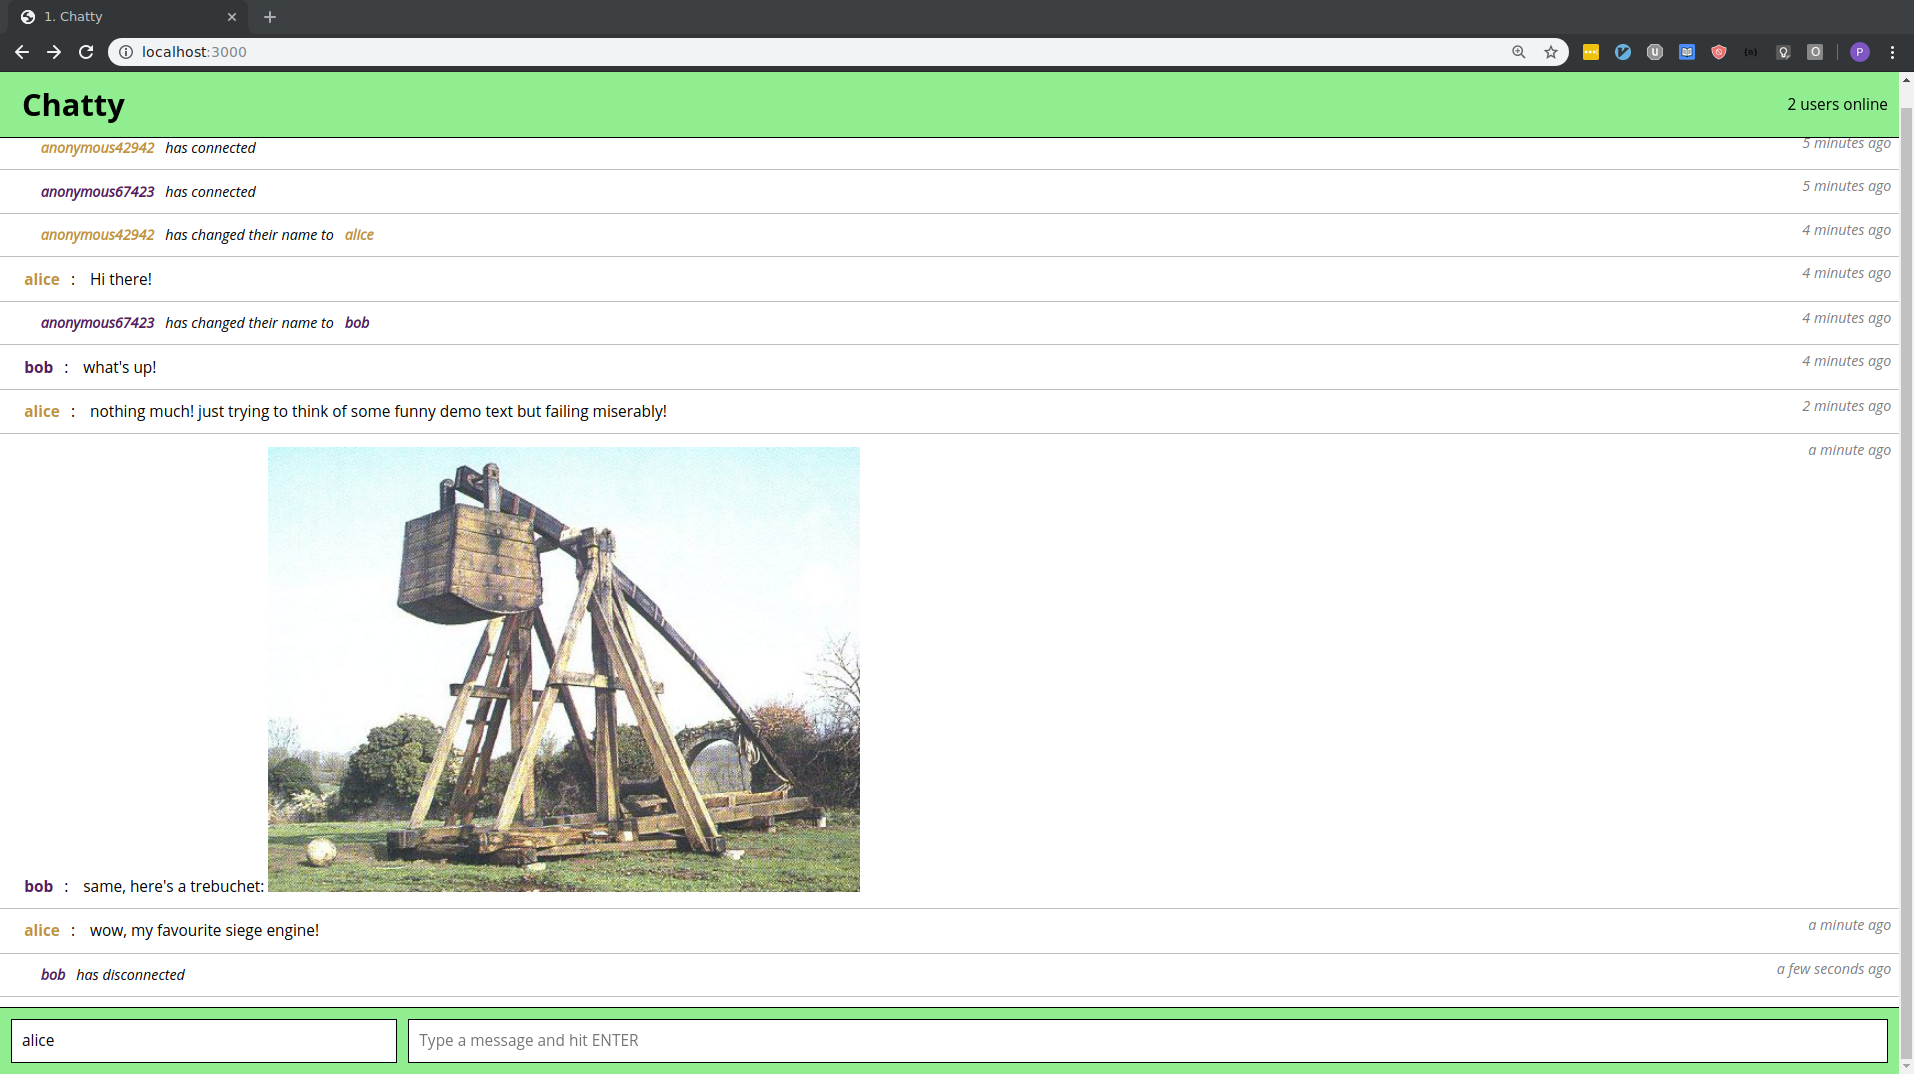 1. Chatty
localhost:3000
P
Chatty
2 users online
anonymous42942 has connected 5 minutes ago
anonymous67423 has connected 5 minutes ago
anonymous42942 has changed their name to alice 4 minutes ago
alice : Hi there! 4 minutes ago
anonymous67423 has changed their name to bob 4 minutes ago
bob : what's up! 4 minutes ago
alice : nothing much! just trying to think of some funny demo text but failing miserably! 2 minutes ago
a minute ago
bob : same, here's a trebuchet:
alice : wow, my favourite siege engine! a minute ago
bob has disconnected a few seconds ago
alice
Type a message and hit ENTER